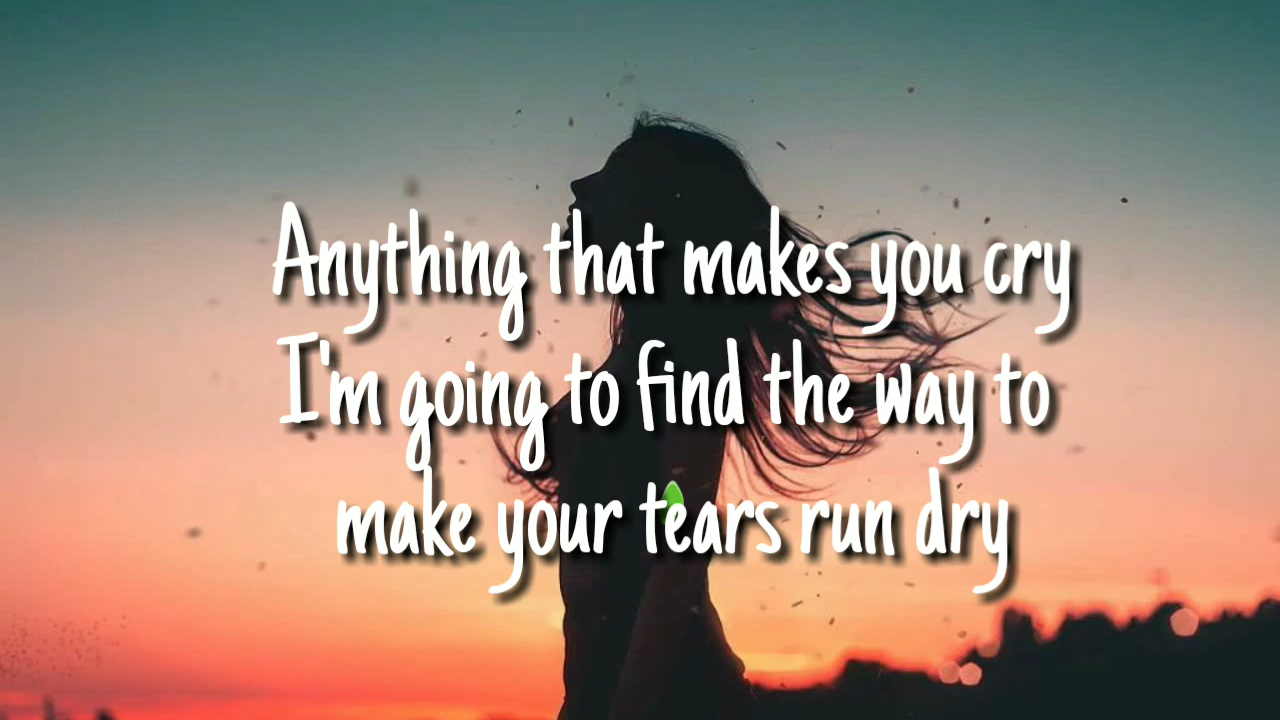 Anything that makes you cry
I'm going to find the way to
make your tears run dry